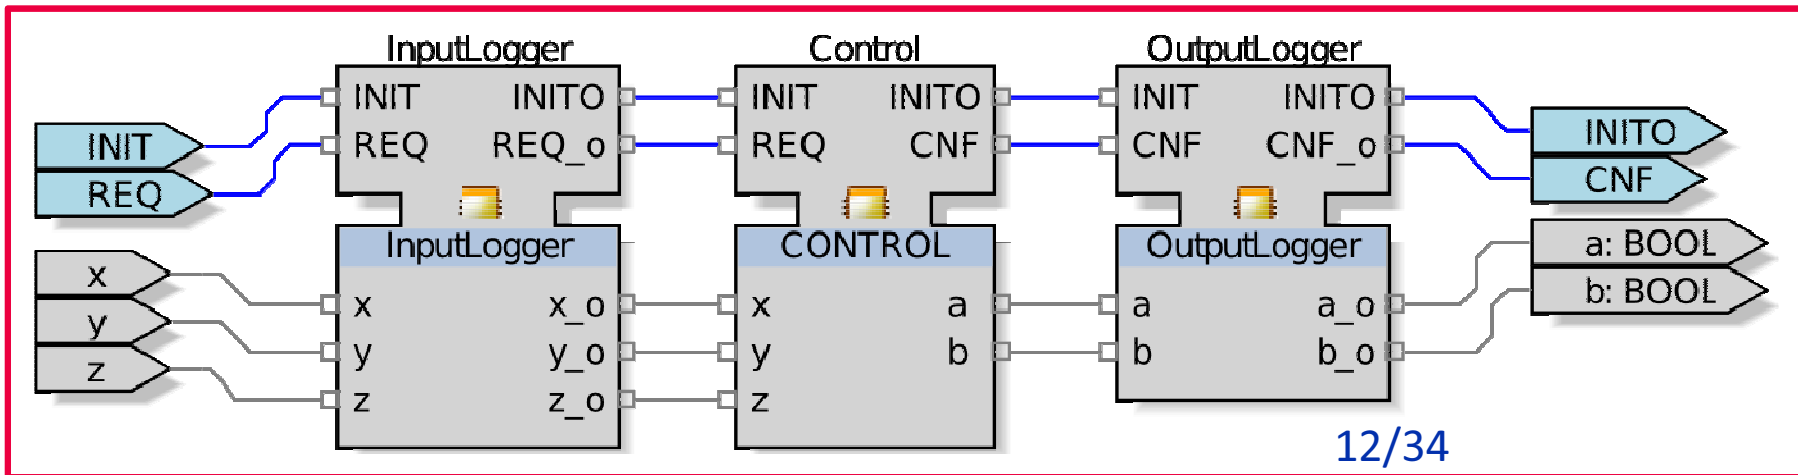 InputLogger Control OutputLogger
INIT INITO INIT INITO INIT INITO
REQ REQ_o REQ CNF CNF CNF_o
INIT
REQ
INITO
CNF
InputLogger CONTROL OutputLogger
a: BOOL
b: BOOL
x
y
z
x x_o x a a a_o
y y_o y b b b_o
z z_o z
12/34